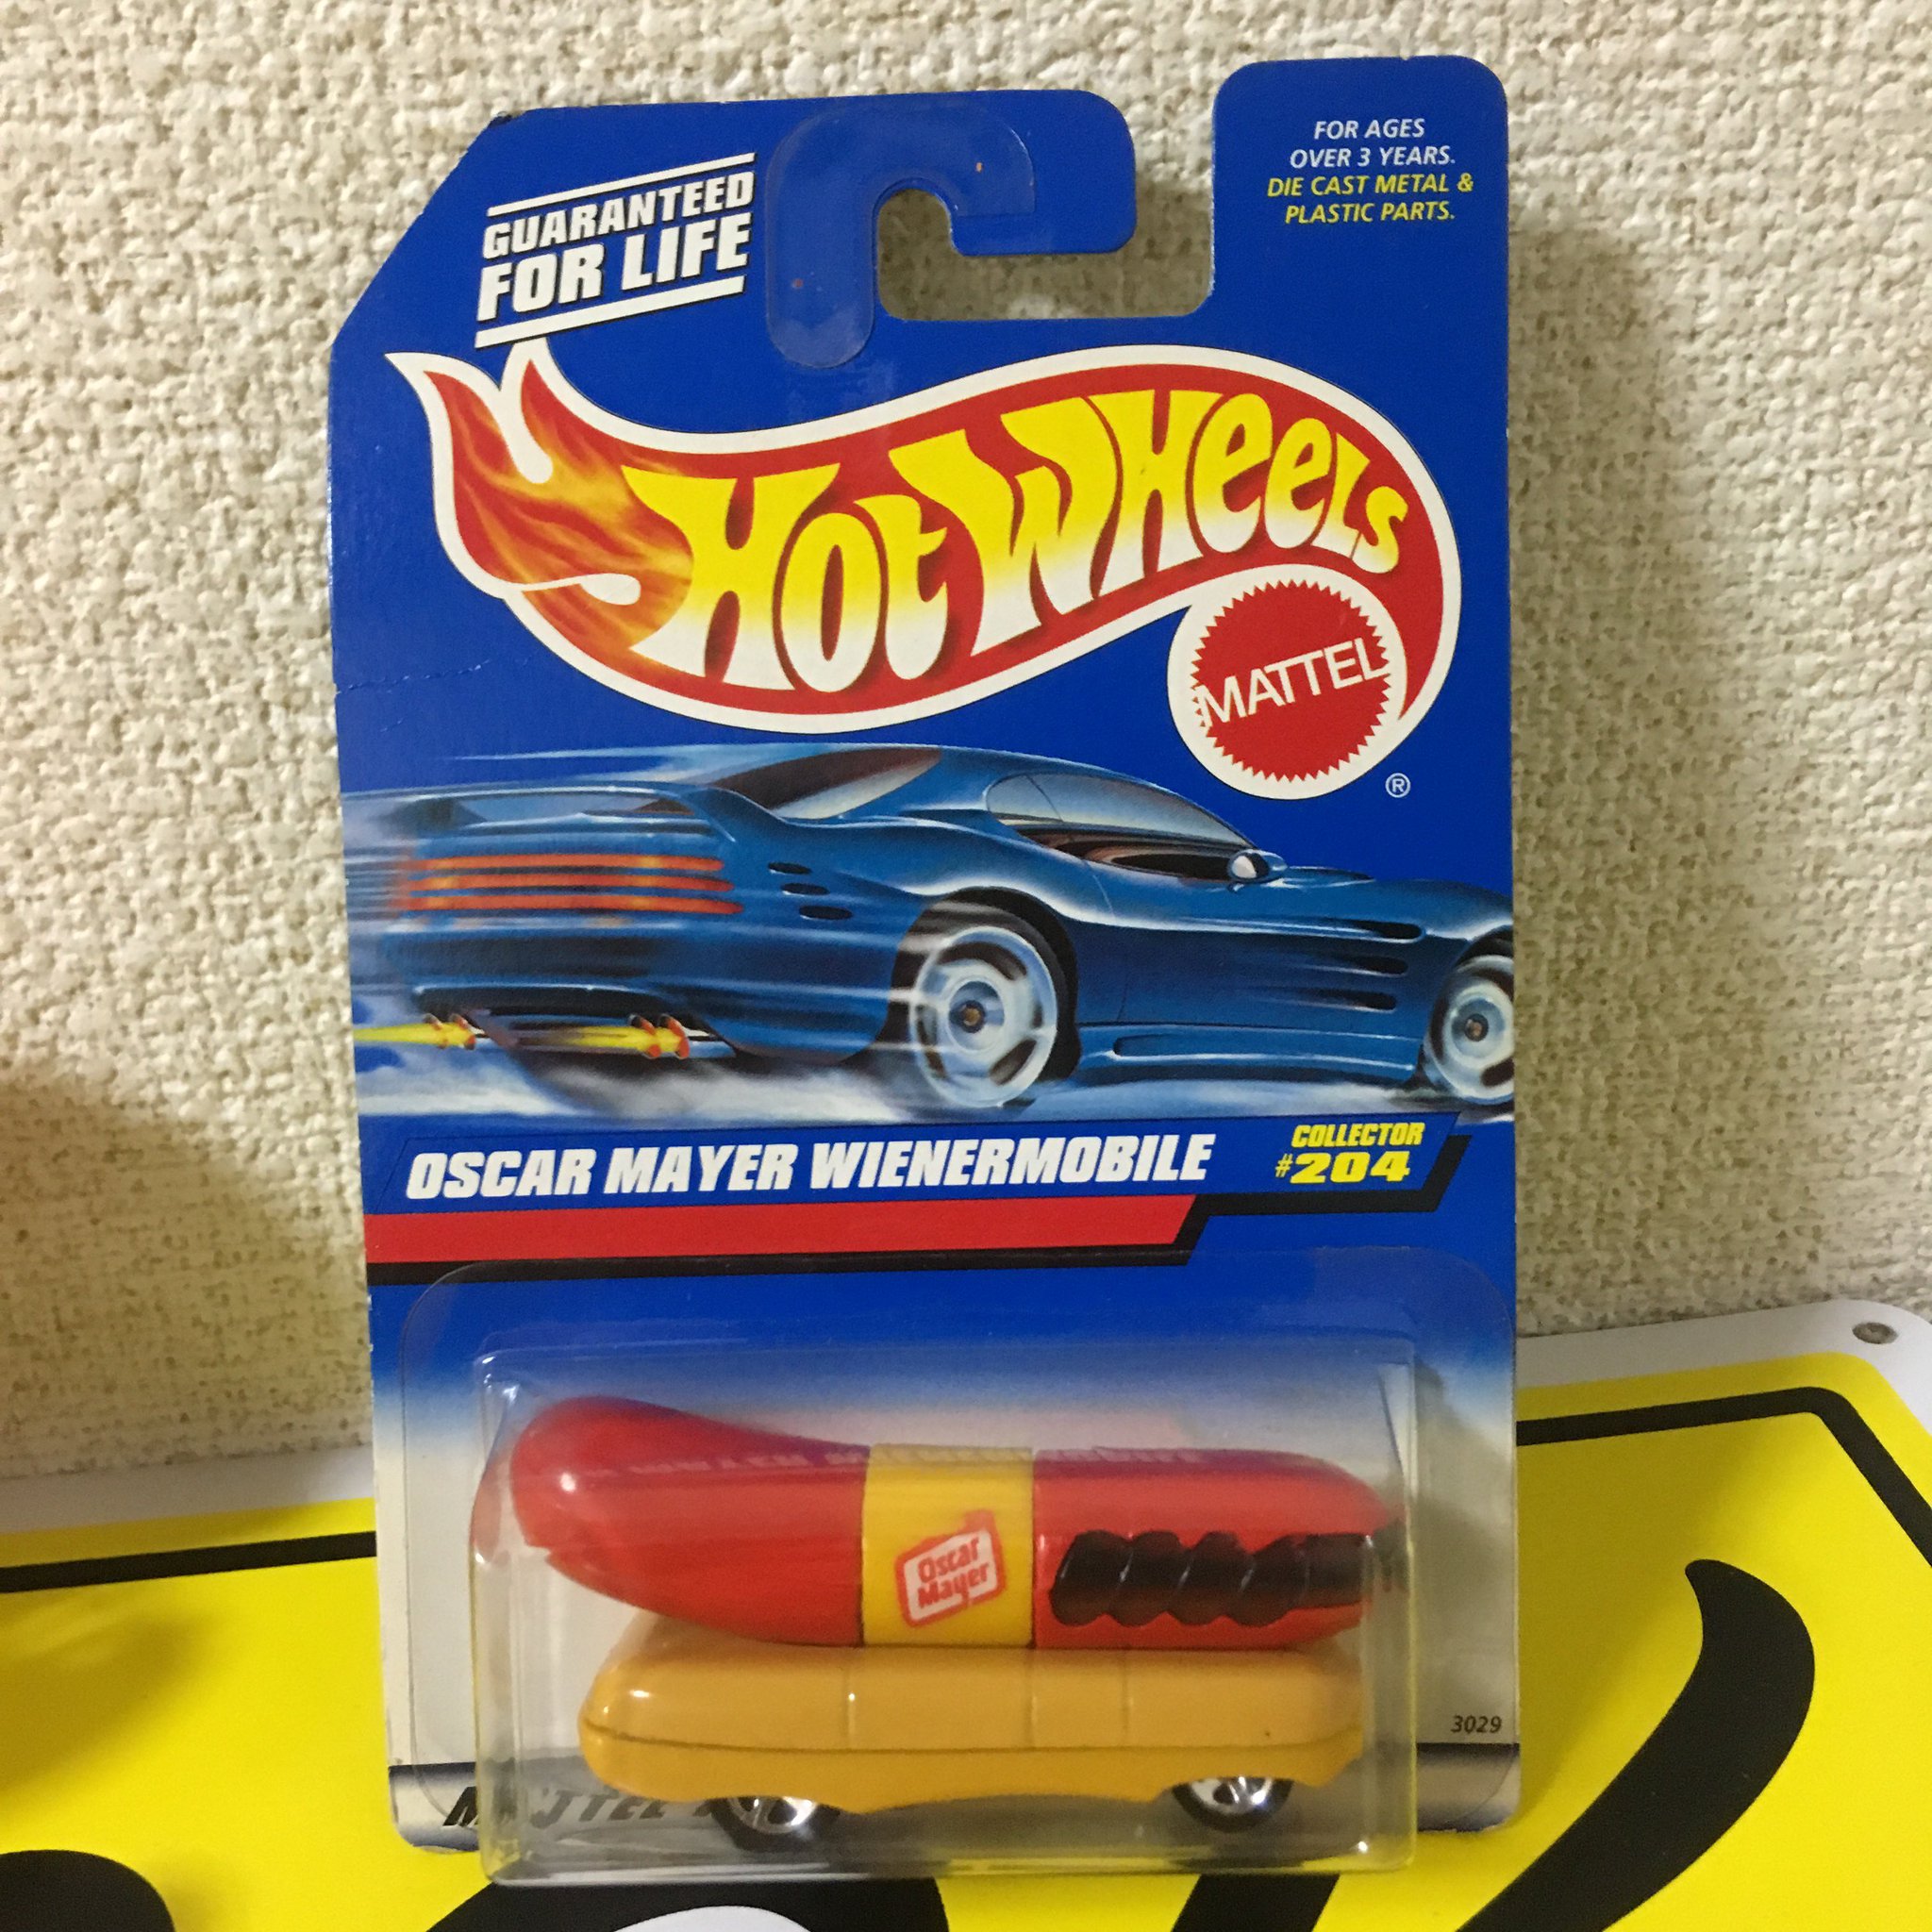 GUARANTEED
FOR LIFE
FOR AGES
OVER 3 YEARS.
DIE CAST METAL &
PLASTIC PARTS.
HOT WHEELS
MATTEL
®
OSCAR MAYER WIENERMOBILE
COLLECTOR
#204
Oscar
Mayer
3029